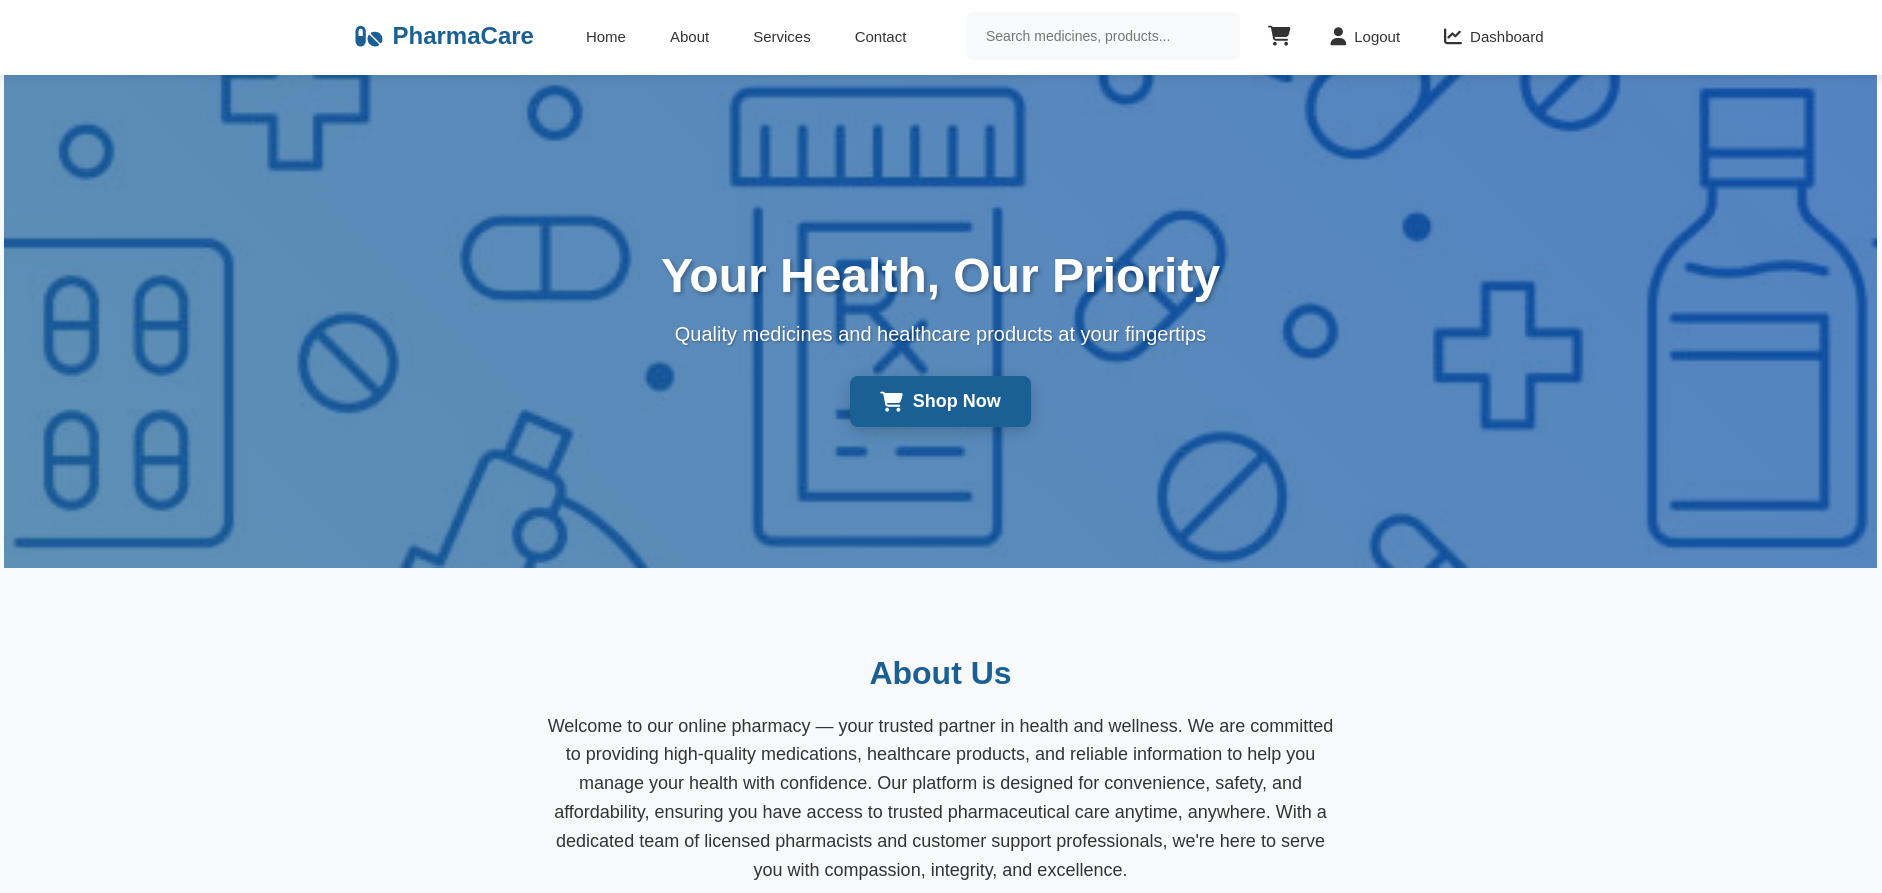 PharmaCare
Home
About
Services
Contact
Search medicines, products...
Logout
Dashboard
Rx
Your Health, Our Priority
Quality medicines and healthcare products at your fingertips
Shop Now
About Us
Welcome to our online pharmacy — your trusted partner in health and wellness. We are committed
to providing high-quality medications, healthcare products, and reliable information to help you
manage your health with confidence. Our platform is designed for convenience, safety, and
affordability, ensuring you have access to trusted pharmaceutical care anytime, anywhere. With a
dedicated team of licensed pharmacists and customer support professionals, we're here to serve
you with compassion, integrity, and excellence.